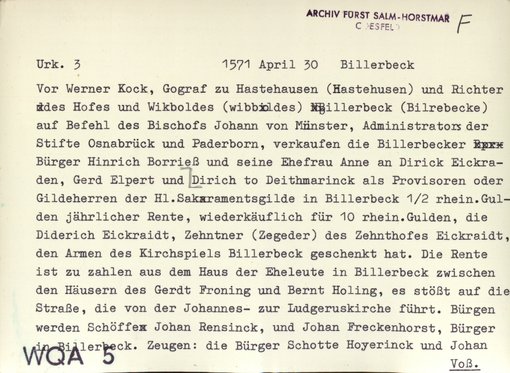 ARCHIV FÜRST SALM-HORSTMAR
COESFELD
F
Urk. 3 1571 April 30 Billerbeck
Vor Werner Kock, Gograf zu Hastehausen (Hastehusen) und Richter
des Hofes und Wikboldes (wibboldes) Billerbeck (Bilrebecke)
auf Befehl des Bischofs Johann von Münster, Administrators der
Stifte Osnabrück und Paderborn, verkaufen die Billerbecker
Bürger Hinrich Borrieß und seine Ehefrau Anne an Dirick Eickra-
den, Gerd Elpert und Dirich to Deithmarinck als Provisoren oder
Gildeherren der Hl.Sakramentsgilde in Billerbeck 1/2 rhein.Gul-
den jährlicher Rente, wiederkäuflich für 10 rhein.Gulden, die
Diderich Eickraidt, Zehntner (Zegeder) des Zehnthofes Eickraidt,
den Armen des Kirchspiels Billerbeck geschenkt hat. Die Rente
ist zu zahlen aus dem Haus der Eheleute in Billerbeck zwischen
den Häusern des Gerdt Froning und Bernt Holing, es stößt auf die
Straße, die von der Johannes- zur Ludgeruskirche führt. Bürgen
werden Schöffe Johan Rensinck, und Johan Freckenhorst, Bürger
in Billerbeck. Zeugen: die Bürger Schotte Hoyerinck und Johan
Voß.
WQA 5